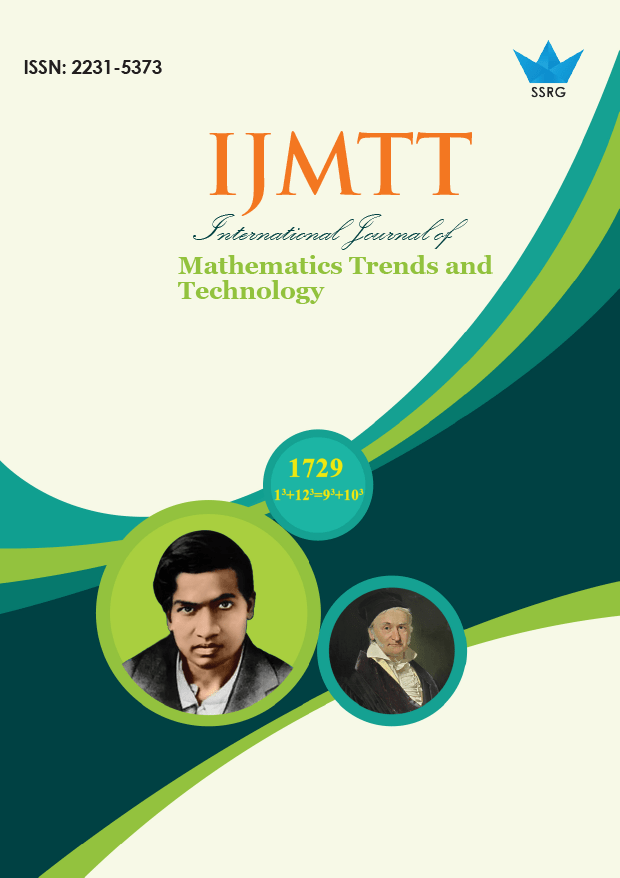 ISSN: 2231-5373
SSRG
IJMTT
International Journal of
Mathematics Trends and
Technology
1729
1³+12³=9³+10³